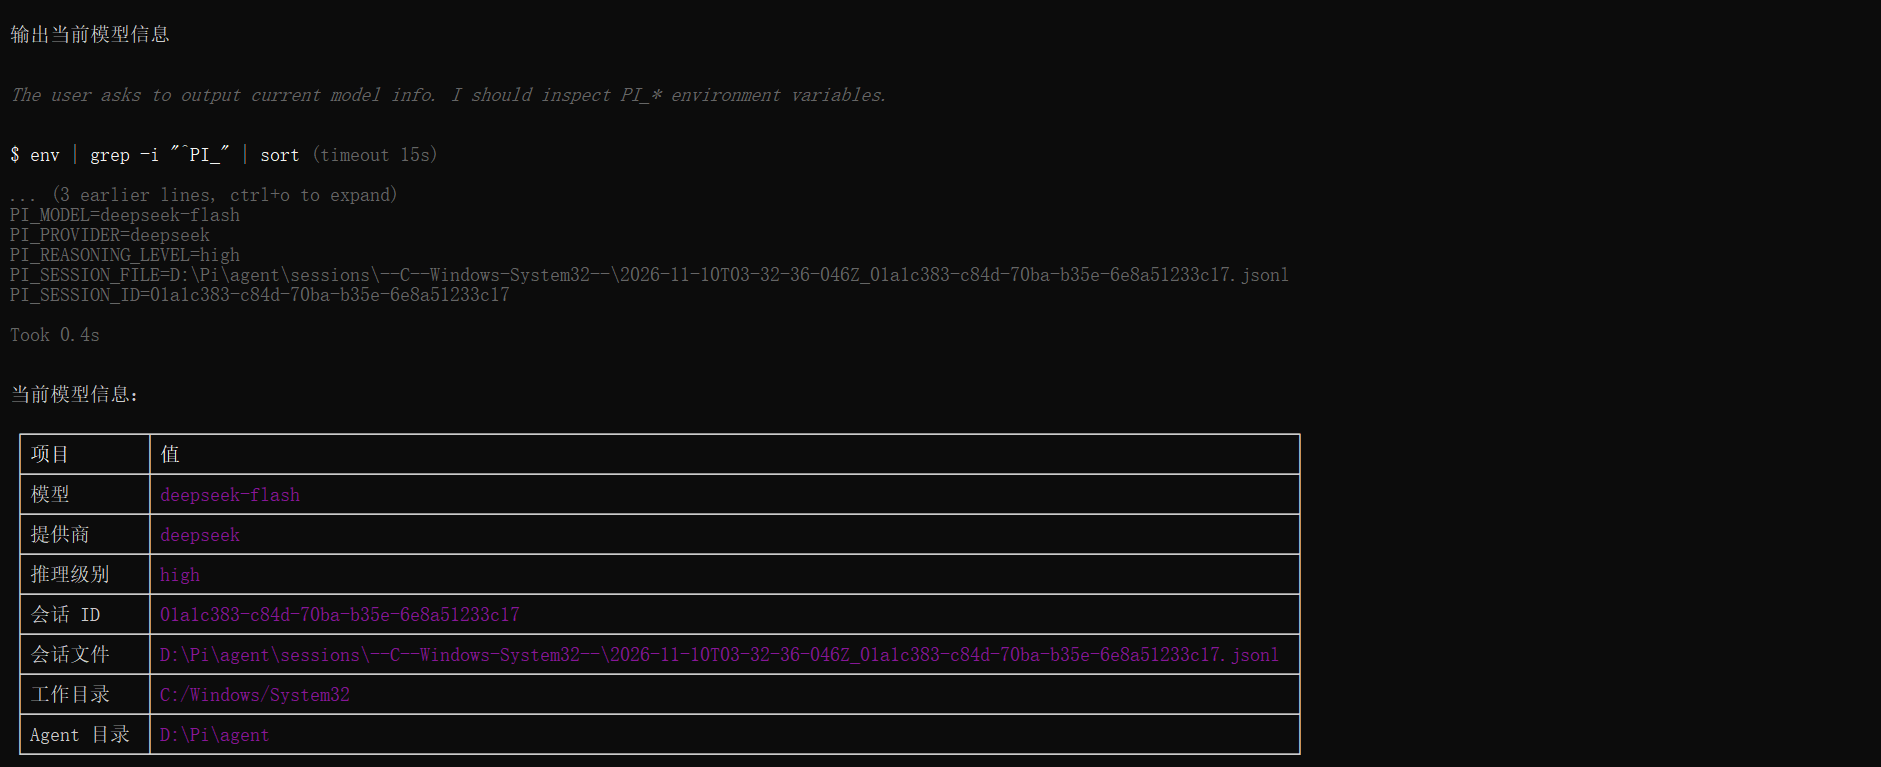 输出当前模型信息
The user asks to output current model info. I should inspect PI_* environment variables.
$ env | grep -i "^PI_" | sort (timeout 15s)
... (3 earlier lines, ctrl+o to expand)
PI_MODEL=deepseek-flash
PI_PROVIDER=deepseek
PI_REASONING_LEVEL=high
PI_SESSION_FILE=D:\Pi\agent\sessions\--C--Windows-System32--\2026-11-10T03-32-36-046Z_01a1c383-c84d-70ba-b35e-6e8a51233c17.jsonl
PI_SESSION_ID=01a1c383-c84d-70ba-b35e-6e8a51233c17
Took 0.4s
当前模型信息：
项目 值
模型 deepseek-flash
提供商 deepseek
推理级别 high
会话 ID 01a1c383-c84d-70ba-b35e-6e8a51233c17
会话文件 D:\Pi\agent\sessions\--C--Windows-System32--\2026-11-10T03-32-36-046Z_01a1c383-c84d-70ba-b35e-6e8a51233c17.jsonl
工作目录 C:/Windows/System32
Agent 目录 D:\Pi\agent